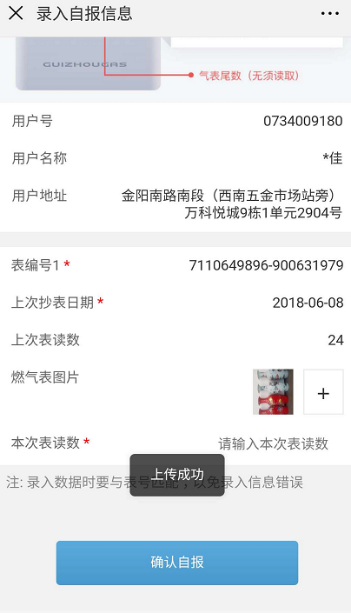 录入自报信息
GUIZHOUGAS
气表尾数（无须读取）
用户号 0734009180
用户名称 *佳
用户地址 金阳南路南段（西南五金市场站旁）
万科悦城9栋1单元2904号
表编号1 * 7110649896-900631979
上次抄表日期 * 2018-06-08
上次表读数 24
燃气表图片
+
本次表读数 * 请输入本次表读数
上传成功
注: 录入数据时要与表号匹配，以免录入信息错误
确认自报